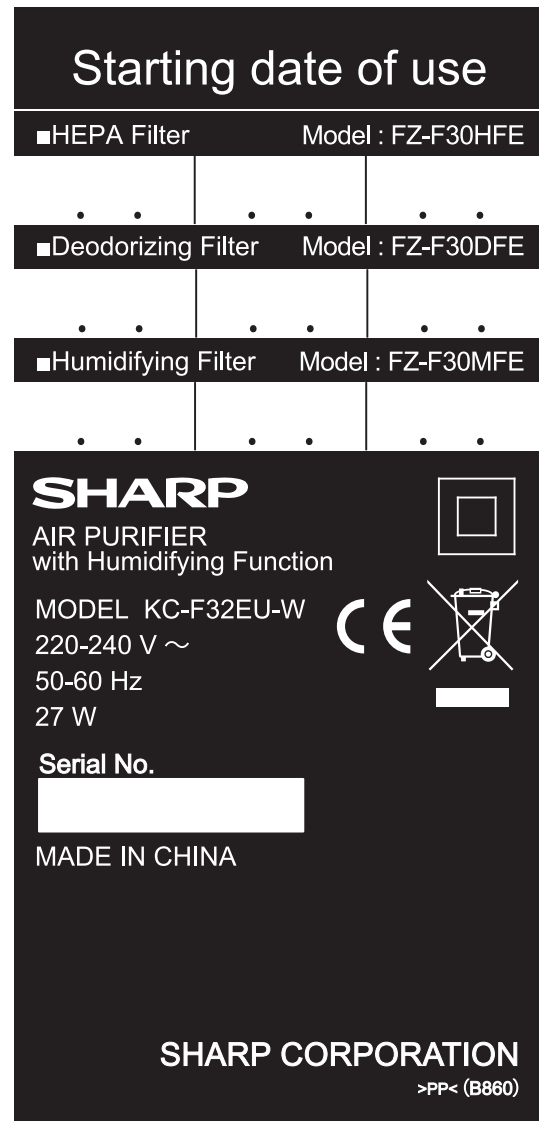 Starting date of use
■HEPA Filter Model : FZ-F30HFE
. . . . . .
■Deodorizing Filter Model : FZ-F30DFE
. . . . . .
■Humidifying Filter Model : FZ-F30MFE
. . . . . .
SHARP
AIR PURIFIER
with Humidifying Function
MODEL KC-F32EU-W
220-240 V ～
50-60 Hz
27 W
CE
Serial No.
MADE IN CHINA
SHARP CORPORATION
>PP< (B860)